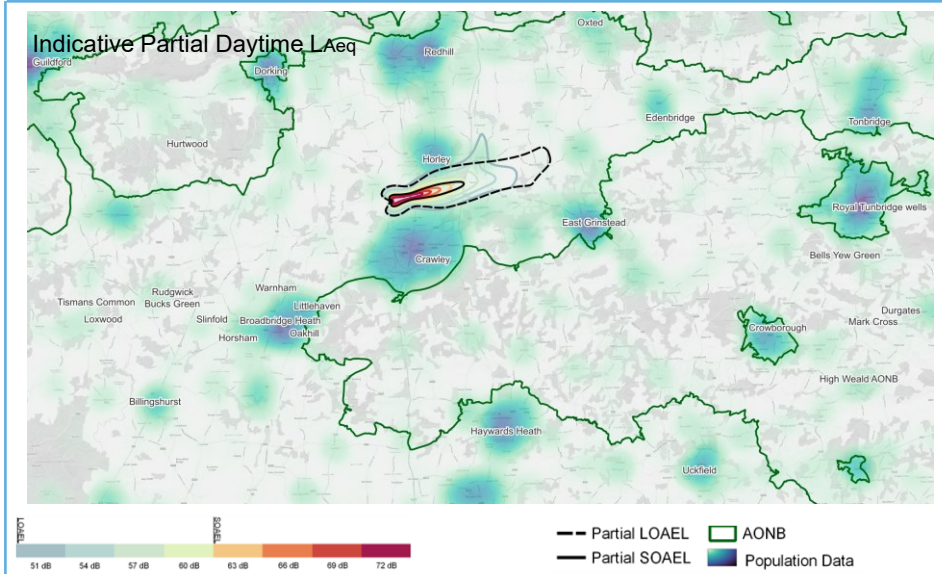 Indicative Partial Daytime LAeq
Oxted
Guildford
Redhill
Dorking
Edenbridge
Tonbridge
Hurtwood
Horley
Royal Tunbridge wells
East Grinstead
Bells Yew Green
Crawley
Warnham
Rudgwick
Tismans Common
Bucks Green
Littlehaven
Durgates
Loxwood
Slinfold
Broadbridge Heath
Mark Cross
Crowborough
Oakhill
Horsham
High Weald AONB
Billingshurst
Haywards Heath
Uckfield
LOAEL
SOAEL
51 dB
54 dB
57 dB
60 dB
63 dB
66 dB
69 dB
72 dB
Partial LOAEL
AONB
Partial SOAEL
Population Data